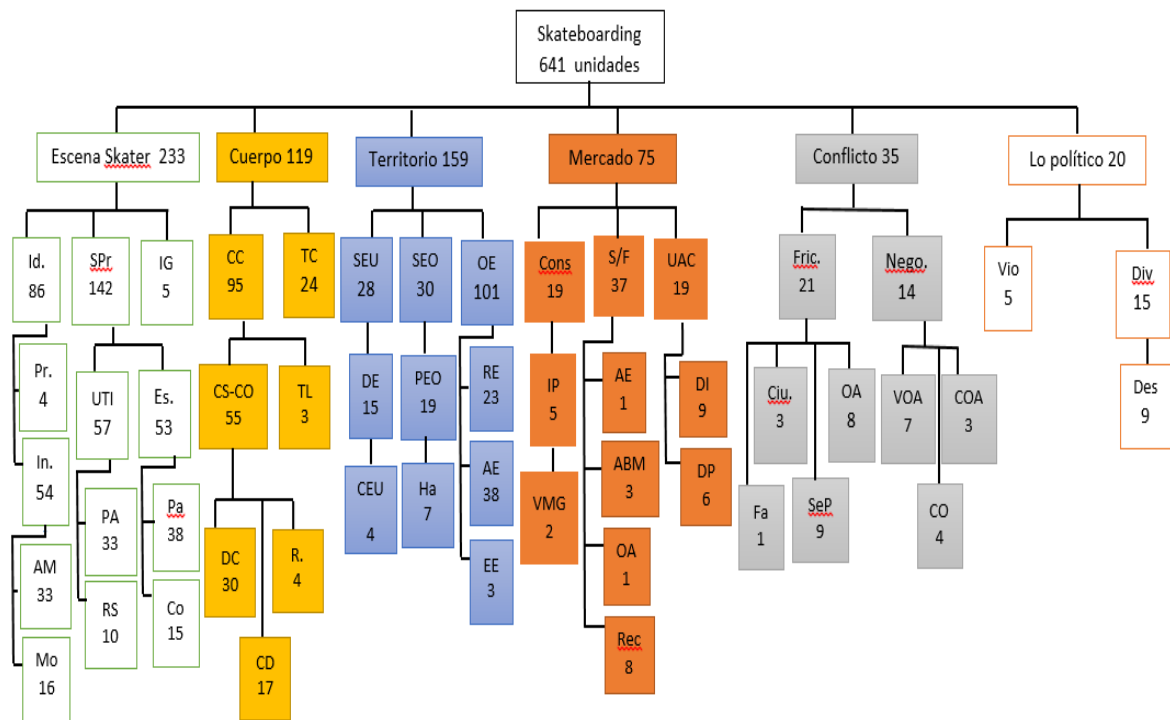 Skateboarding
641 unidades
Escena Skater 233
Cuerpo 119
Territorio 159
Mercado 75
Conflicto 35
Lo político 20
Id.
86
SPr
142
IG
5
Pr.
4
In.
54
AM
33
Mo
16
UTI
57
PA
33
RS
10
Es.
53
Pa
38
Co
15
CC
95
TC
24
CS-CO
55
TL
3
DC
30
CD
17
R.
4
SEU
28
SEO
30
OE
101
DE
15
CEU
4
PEO
19
Ha
7
RE
23
AE
38
EE
3
Cons
19
S/F
37
UAC
19
IP
5
VMG
2
AE
1
ABM
3
OA
1
Rec
8
DI
9
DP
6
Fric.
21
Nego.
14
Fa
1
Ciu.
3
SeP
9
OA
8
VOA
7
CO
4
COA
3
Vio
5
Div
15
Des
9